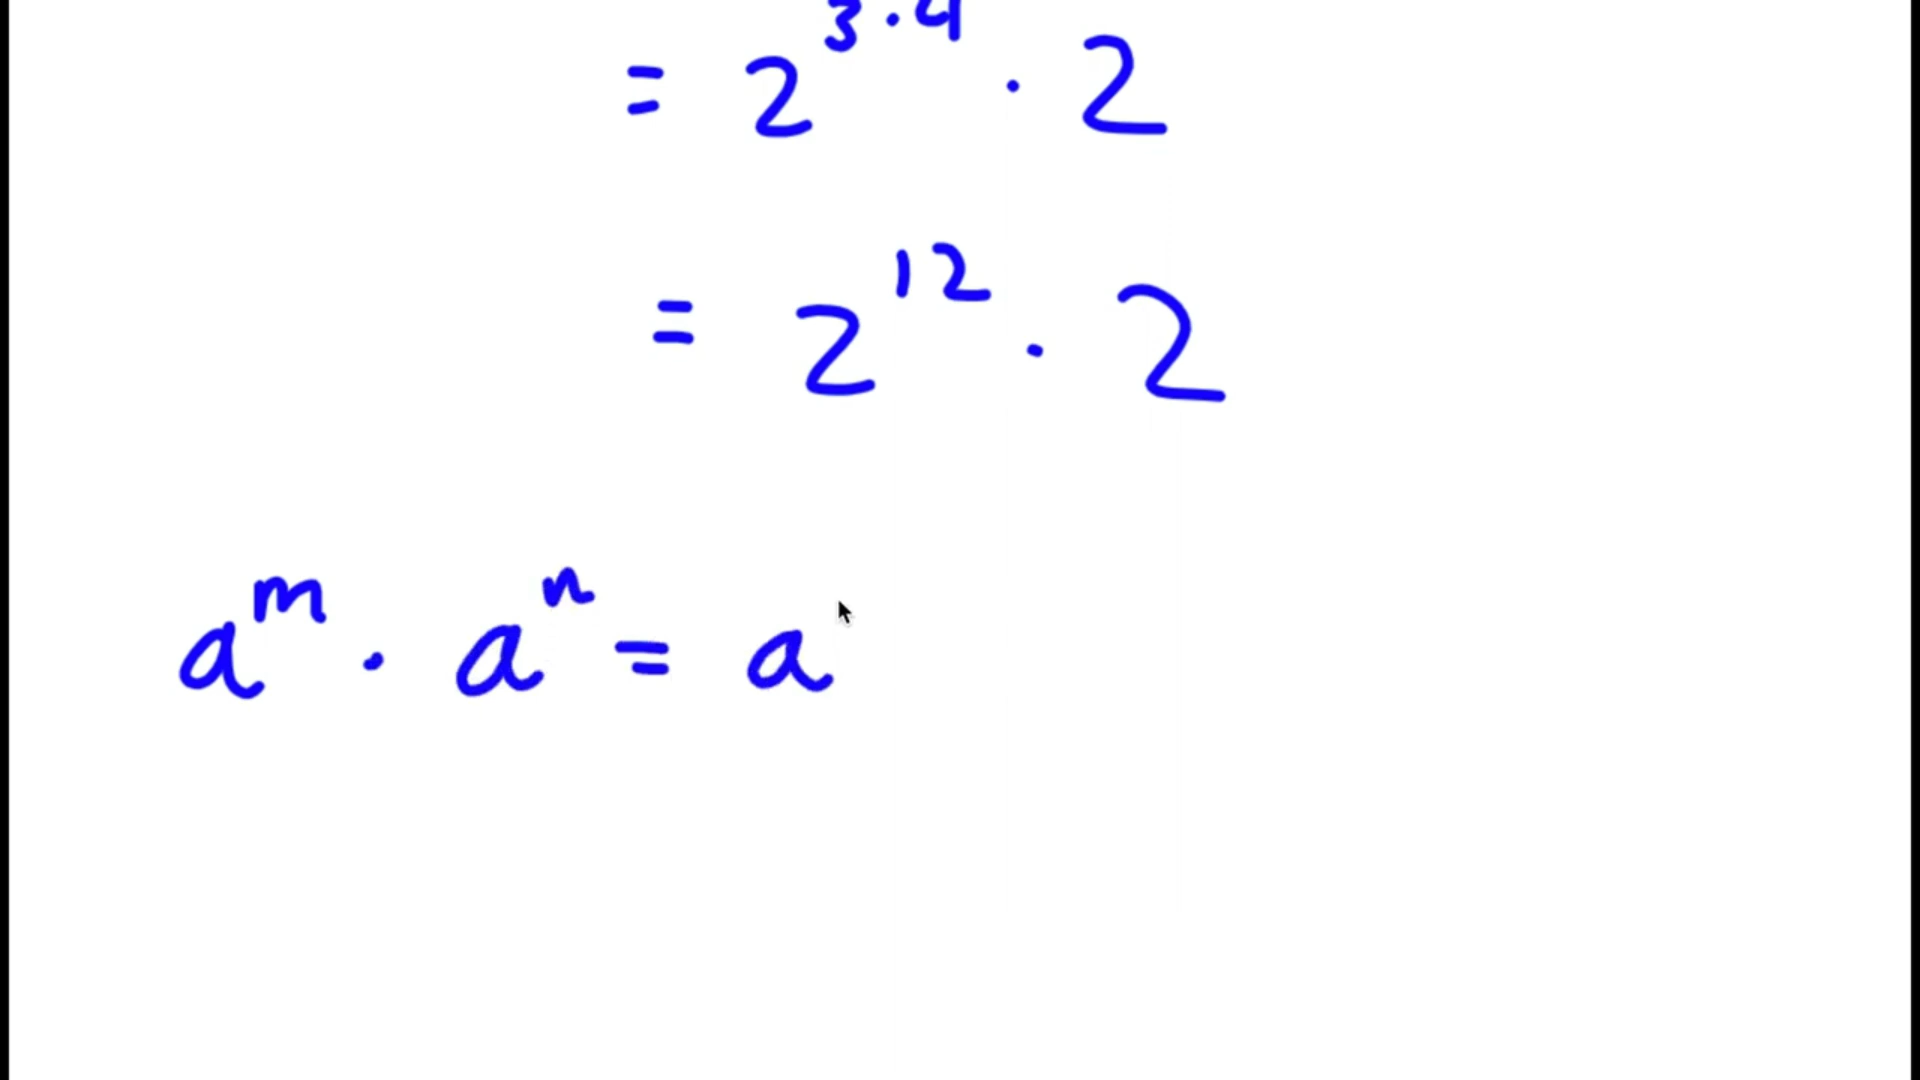 = 2^{3·4} · 2
= 2^{12} · 2
a^m · a^n = a